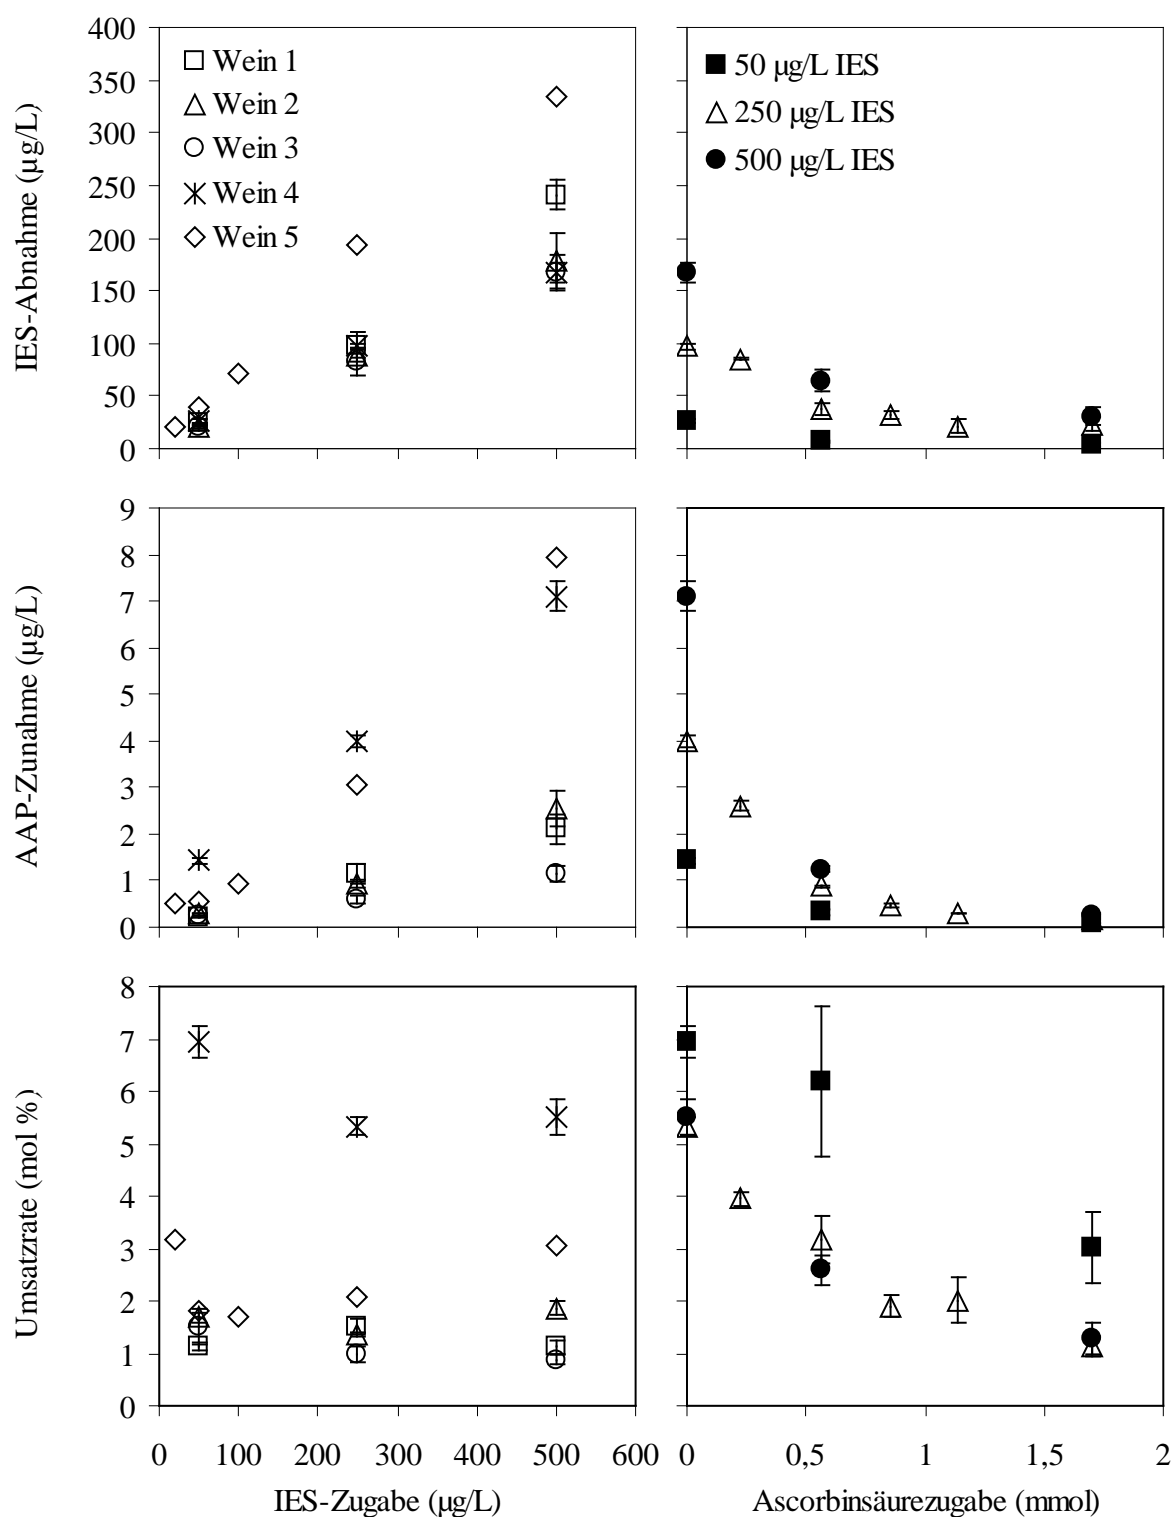 IES-Abnahme (µg/L)
400
350
300
250
200
150
100
50
0
Wein 1
Wein 2
Wein 3
Wein 4
Wein 5
50 µg/L IES
250 µg/L IES
500 µg/L IES
AAP-Zunahme (µg/L)
9
8
7
6
5
4
3
2
1
0
Umsatzrate (mol %)
8
7
6
5
4
3
2
1
0
0 100 200 300 400 500 600
IES-Zugabe (µg/L)
0 0,5 1 1,5 2
Ascorbinsäurezugabe (mmol)